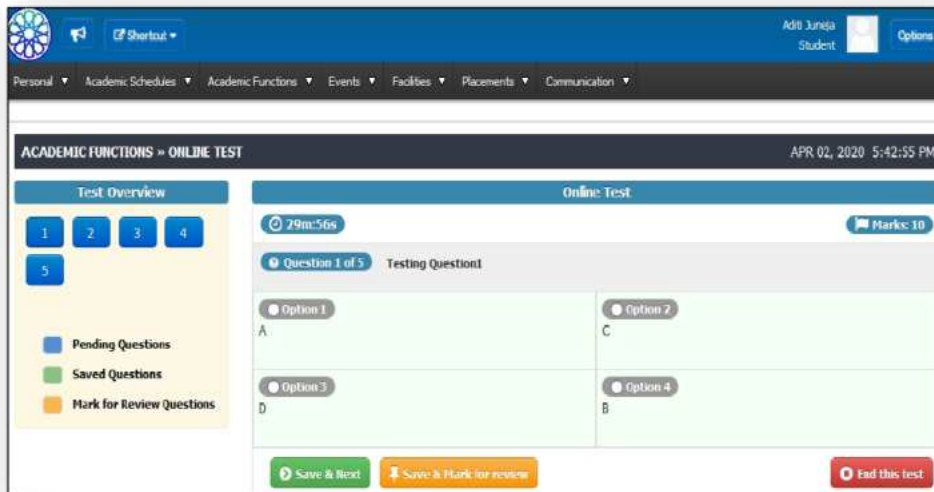 Shortcut
Aditi Juneja
Student
Options
Personal Academic Schedules Academic Functions Events Facilities Placements Communication
ACADEMIC FUNCTIONS » ONLINE TEST
APR 02, 2020 5:42:55 PM
Test Overview
1 2 3 4
5
Pending Questions
Saved Questions
Mark for Review Questions
Online Test
29m:56s
Marks: 10
Question 1 of 5 Testing Question1
Option 1
A
Option 2
C
Option 3
D
Option 4
B
Save & Next
Save & Mark for review
End this test